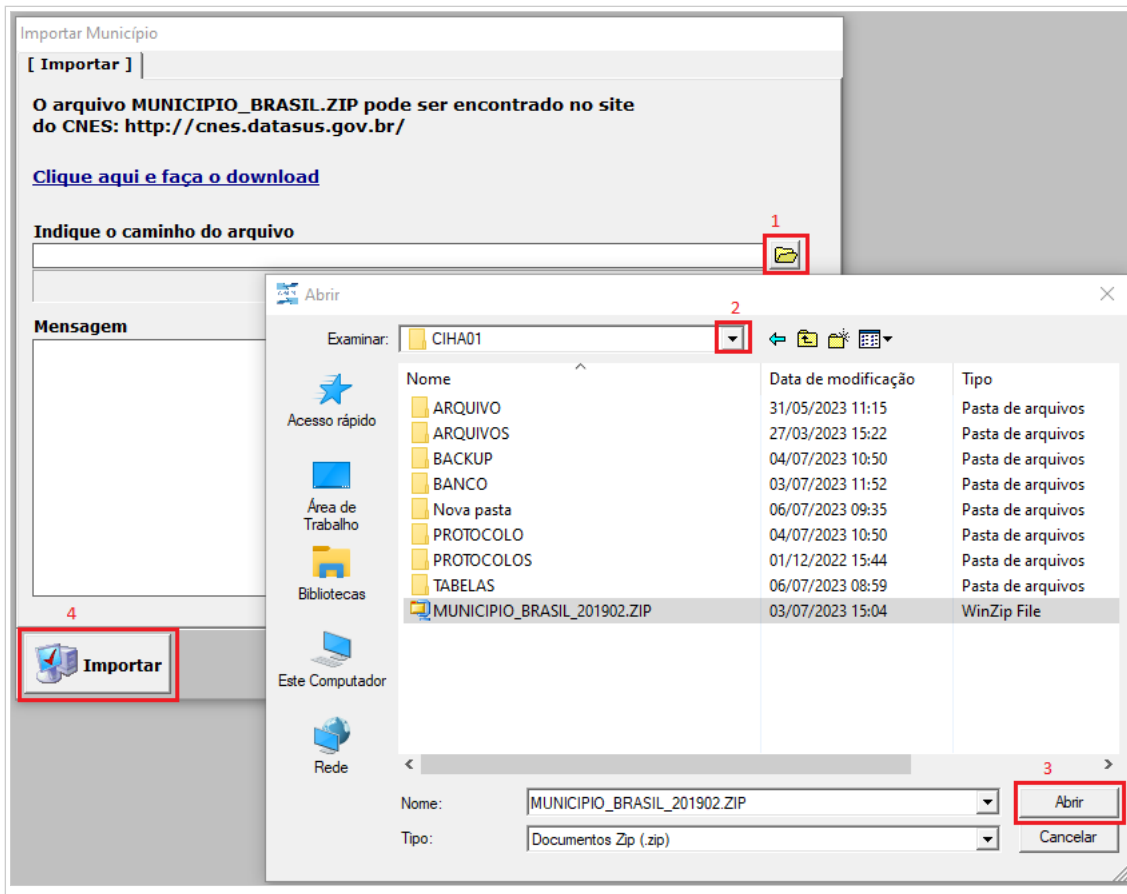 Importar Município
[ Importar ]
O arquivo MUNICIPIO_BRASIL.ZIP pode ser encontrado no site
do CNES: http://cnes.datasus.gov.br/
Clique aqui e faça o download
Indique o caminho do arquivo
1
Mensagem
4
Importar
Abrir
2
Examinar: CIHA01
Acesso rápido
Área de
Trabalho
Bibliotecas
Este Computador
Rede
Nome Data de modificação Tipo
ARQUIVO 31/05/2023 11:15 Pasta de arquivos
ARQUIVOS 27/03/2023 15:22 Pasta de arquivos
BACKUP 04/07/2023 10:50 Pasta de arquivos
BANCO 03/07/2023 11:52 Pasta de arquivos
Nova pasta 06/07/2023 09:35 Pasta de arquivos
PROTOCOLO 04/07/2023 10:50 Pasta de arquivos
PROTOCOLOS 01/12/2022 15:44 Pasta de arquivos
TABELAS 06/07/2023 08:59 Pasta de arquivos
MUNICIPIO_BRASIL_201902.ZIP 03/07/2023 15:04 WinZip File
3
Nome: MUNICIPIO_BRASIL_201902.ZIP Abrir
Tipo: Documentos Zip (.zip) Cancelar